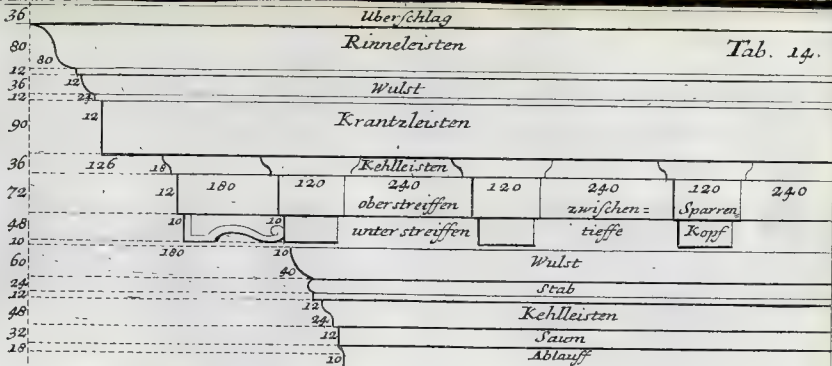 36 Uberschlag
80 Rinneleisten Tab. 14.
80
12 12
36 Wulst
12 24
12
90 Krantzleisten
126
36 18 Kehlleisten
72 12 180 120 240 120 240 120 240
oberstreiffen zwischen= Sparren
48 10 10 unterstreiffen tieffe Kopf
10 180 10
60 40 Wulst
24 Stab
12 12
48 24 Kehlleisten
32 12 Saum
18 10 Ablauff